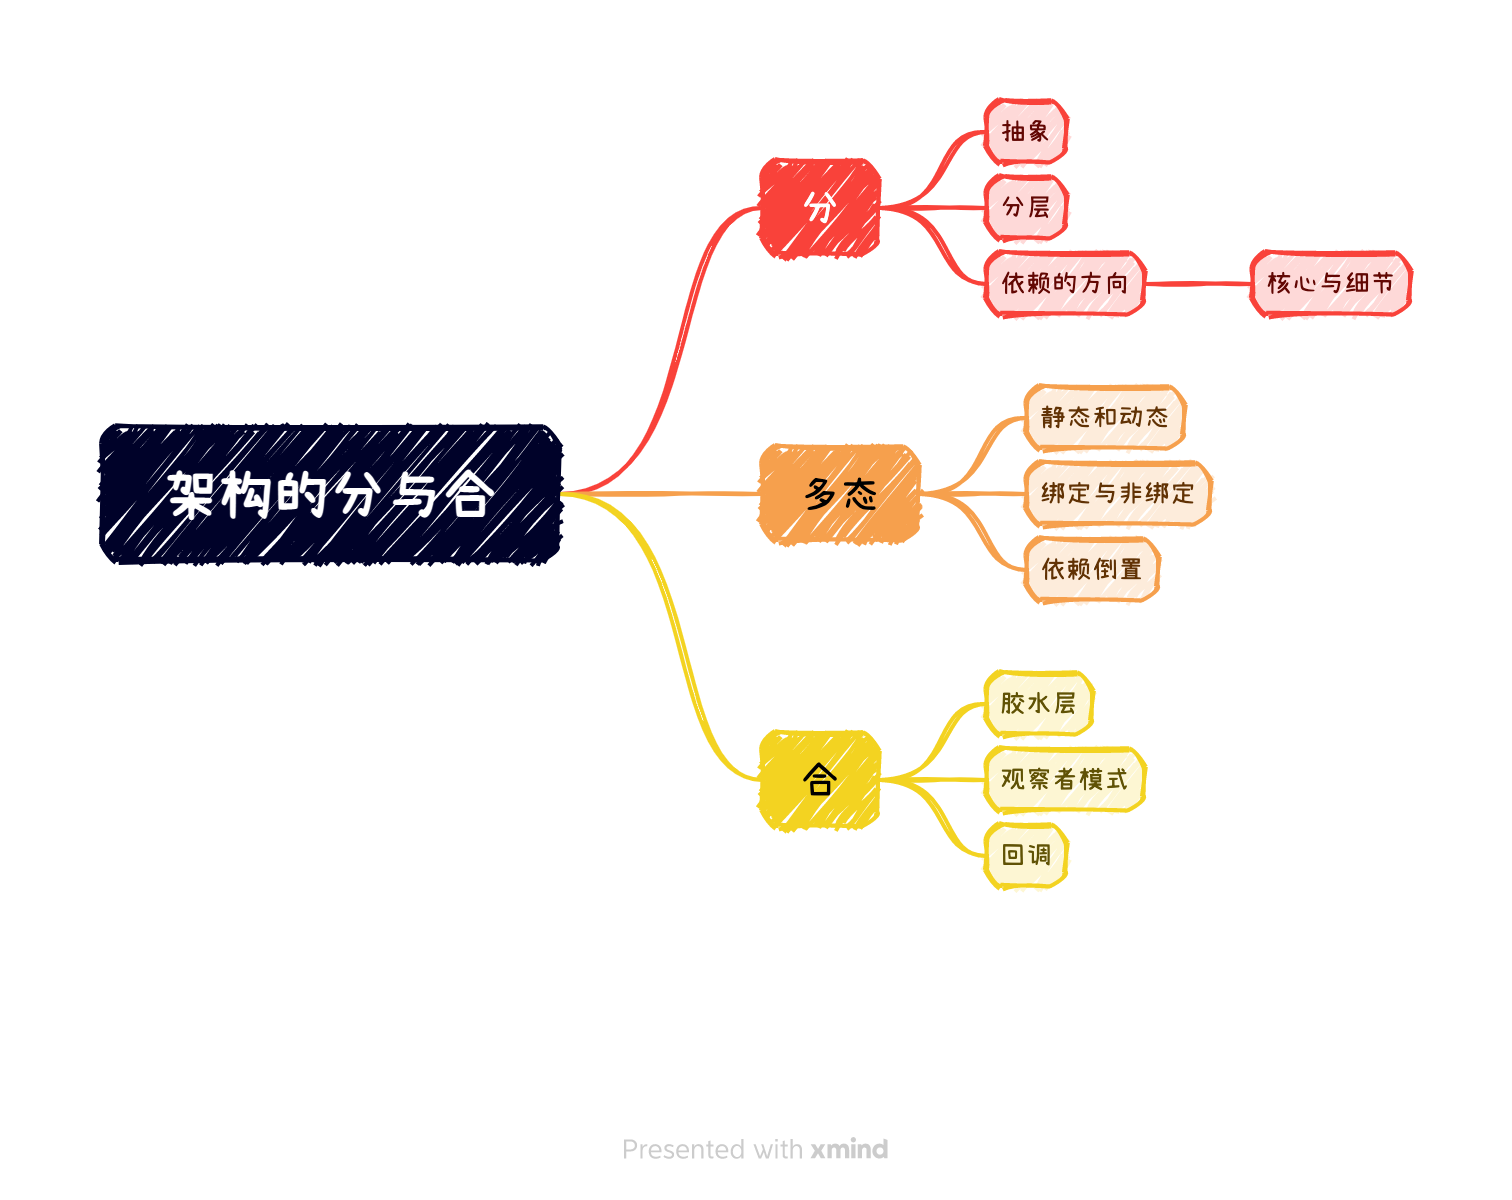 架构的分与合
分
抽象
分层
依赖的方向
核心与细节
多态
静态和动态
绑定与非绑定
依赖倒置
合
胶水层
观察者模式
回调
Presented with xmind